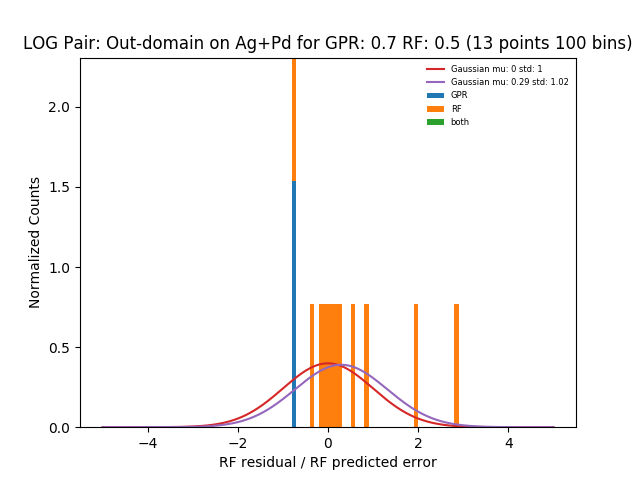 LOG Pair: Out-domain on Ag+Pd for GPR: 0.7 RF: 0.5 (13 points 100 bins)
Gaussian mu: 0 std: 1
Gaussian mu: 0.29 std: 1.02
GPR
RF
both
Normalized Counts
2.0
1.5
1.0
0.5
0.0
−4 −2 0 2 4
RF residual / RF predicted error